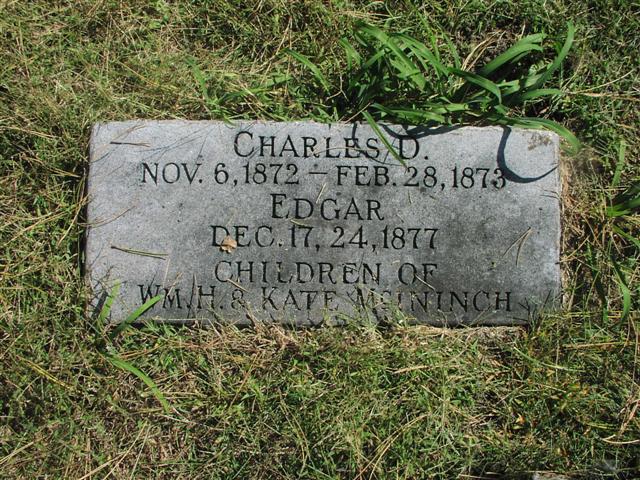 CHARLES D.
NOV. 6, 1872 – FEB. 28, 1873
EDGAR
DEC. 17, 24, 1877
CHILDREN OF
WM. H. & KATE MCININCH